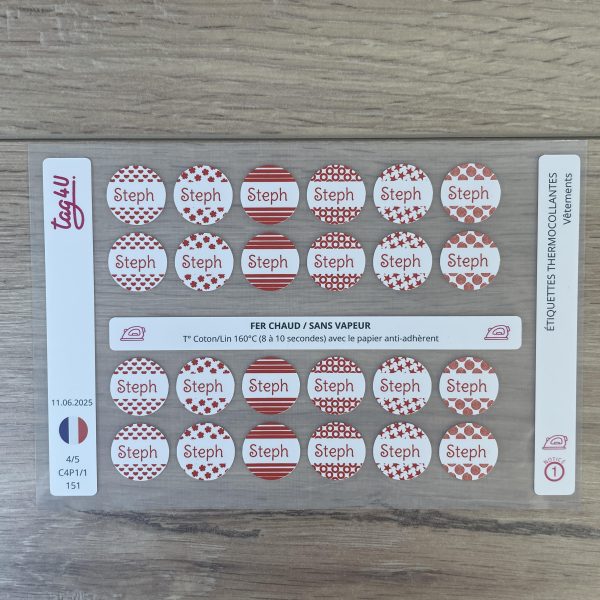 tag4U
11.06.2025
4/5
C4P1/1
151
Steph Steph Steph Steph Steph Steph
Steph Steph Steph Steph Steph Steph
FER CHAUD / SANS VAPEUR
T° Coton/Lin 160°C (8 à 10 secondes) avec le papier anti-adhèrent
Steph Steph Steph Steph Steph Steph
Steph Steph Steph Steph Steph Steph
ÉTIQUETTES THERMOCOLLANTES
Vêtements
NOTICE
1